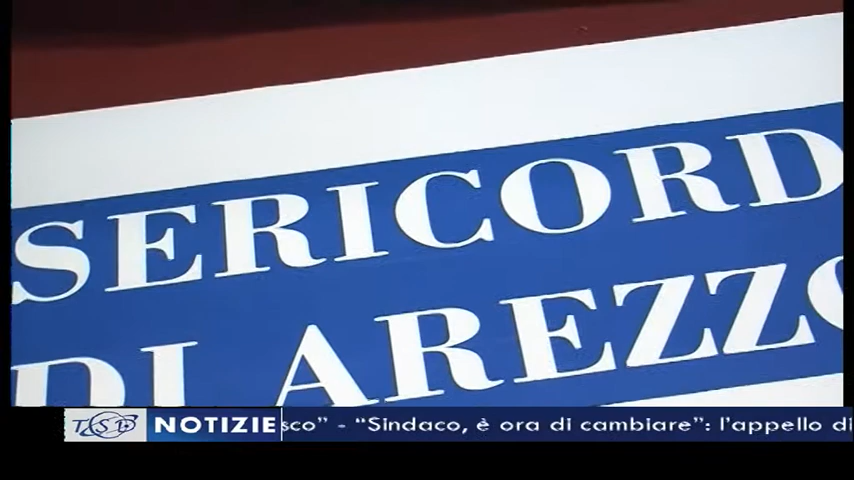 SERICORD
DI AREZZO
TSD NOTIZIE sco” - “Sindaco, è ora di cambiare”: l’appello di